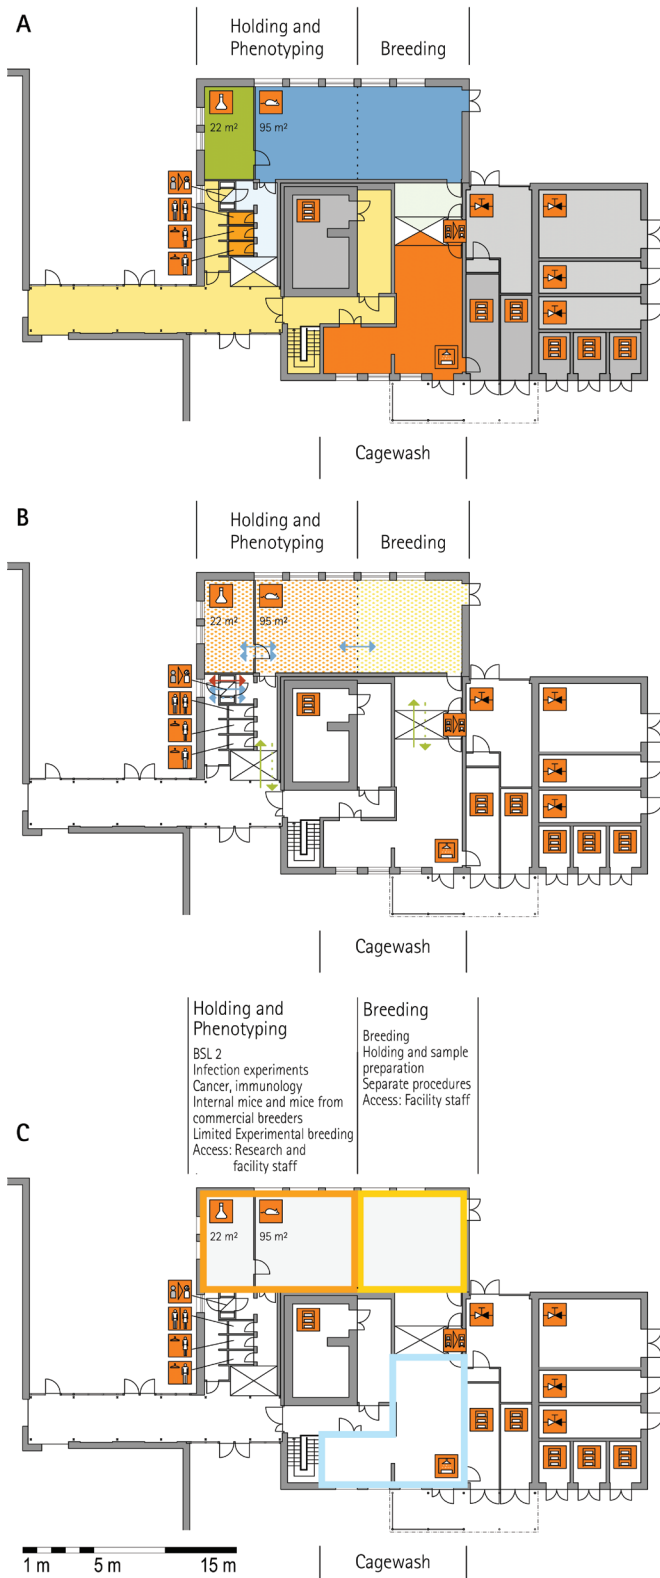 A
Holding and
Phenotyping
Breeding
22 m²
95 m²
Cagewash
B
Holding and
Phenotyping
Breeding
22 m²
95 m²
Cagewash
Holding and
Phenotyping
BSL 2
Infection experiments
Cancer, immunology
Internal mice and mice from
commercial breeders
Limited Experimental breeding
Access: Research and
facility staff
Breeding
Breeding
Holding and sample
preparation
Separate procedures
Access: Facility staff
C
22 m²
95 m²
1 m
5 m
15 m
Cagewash